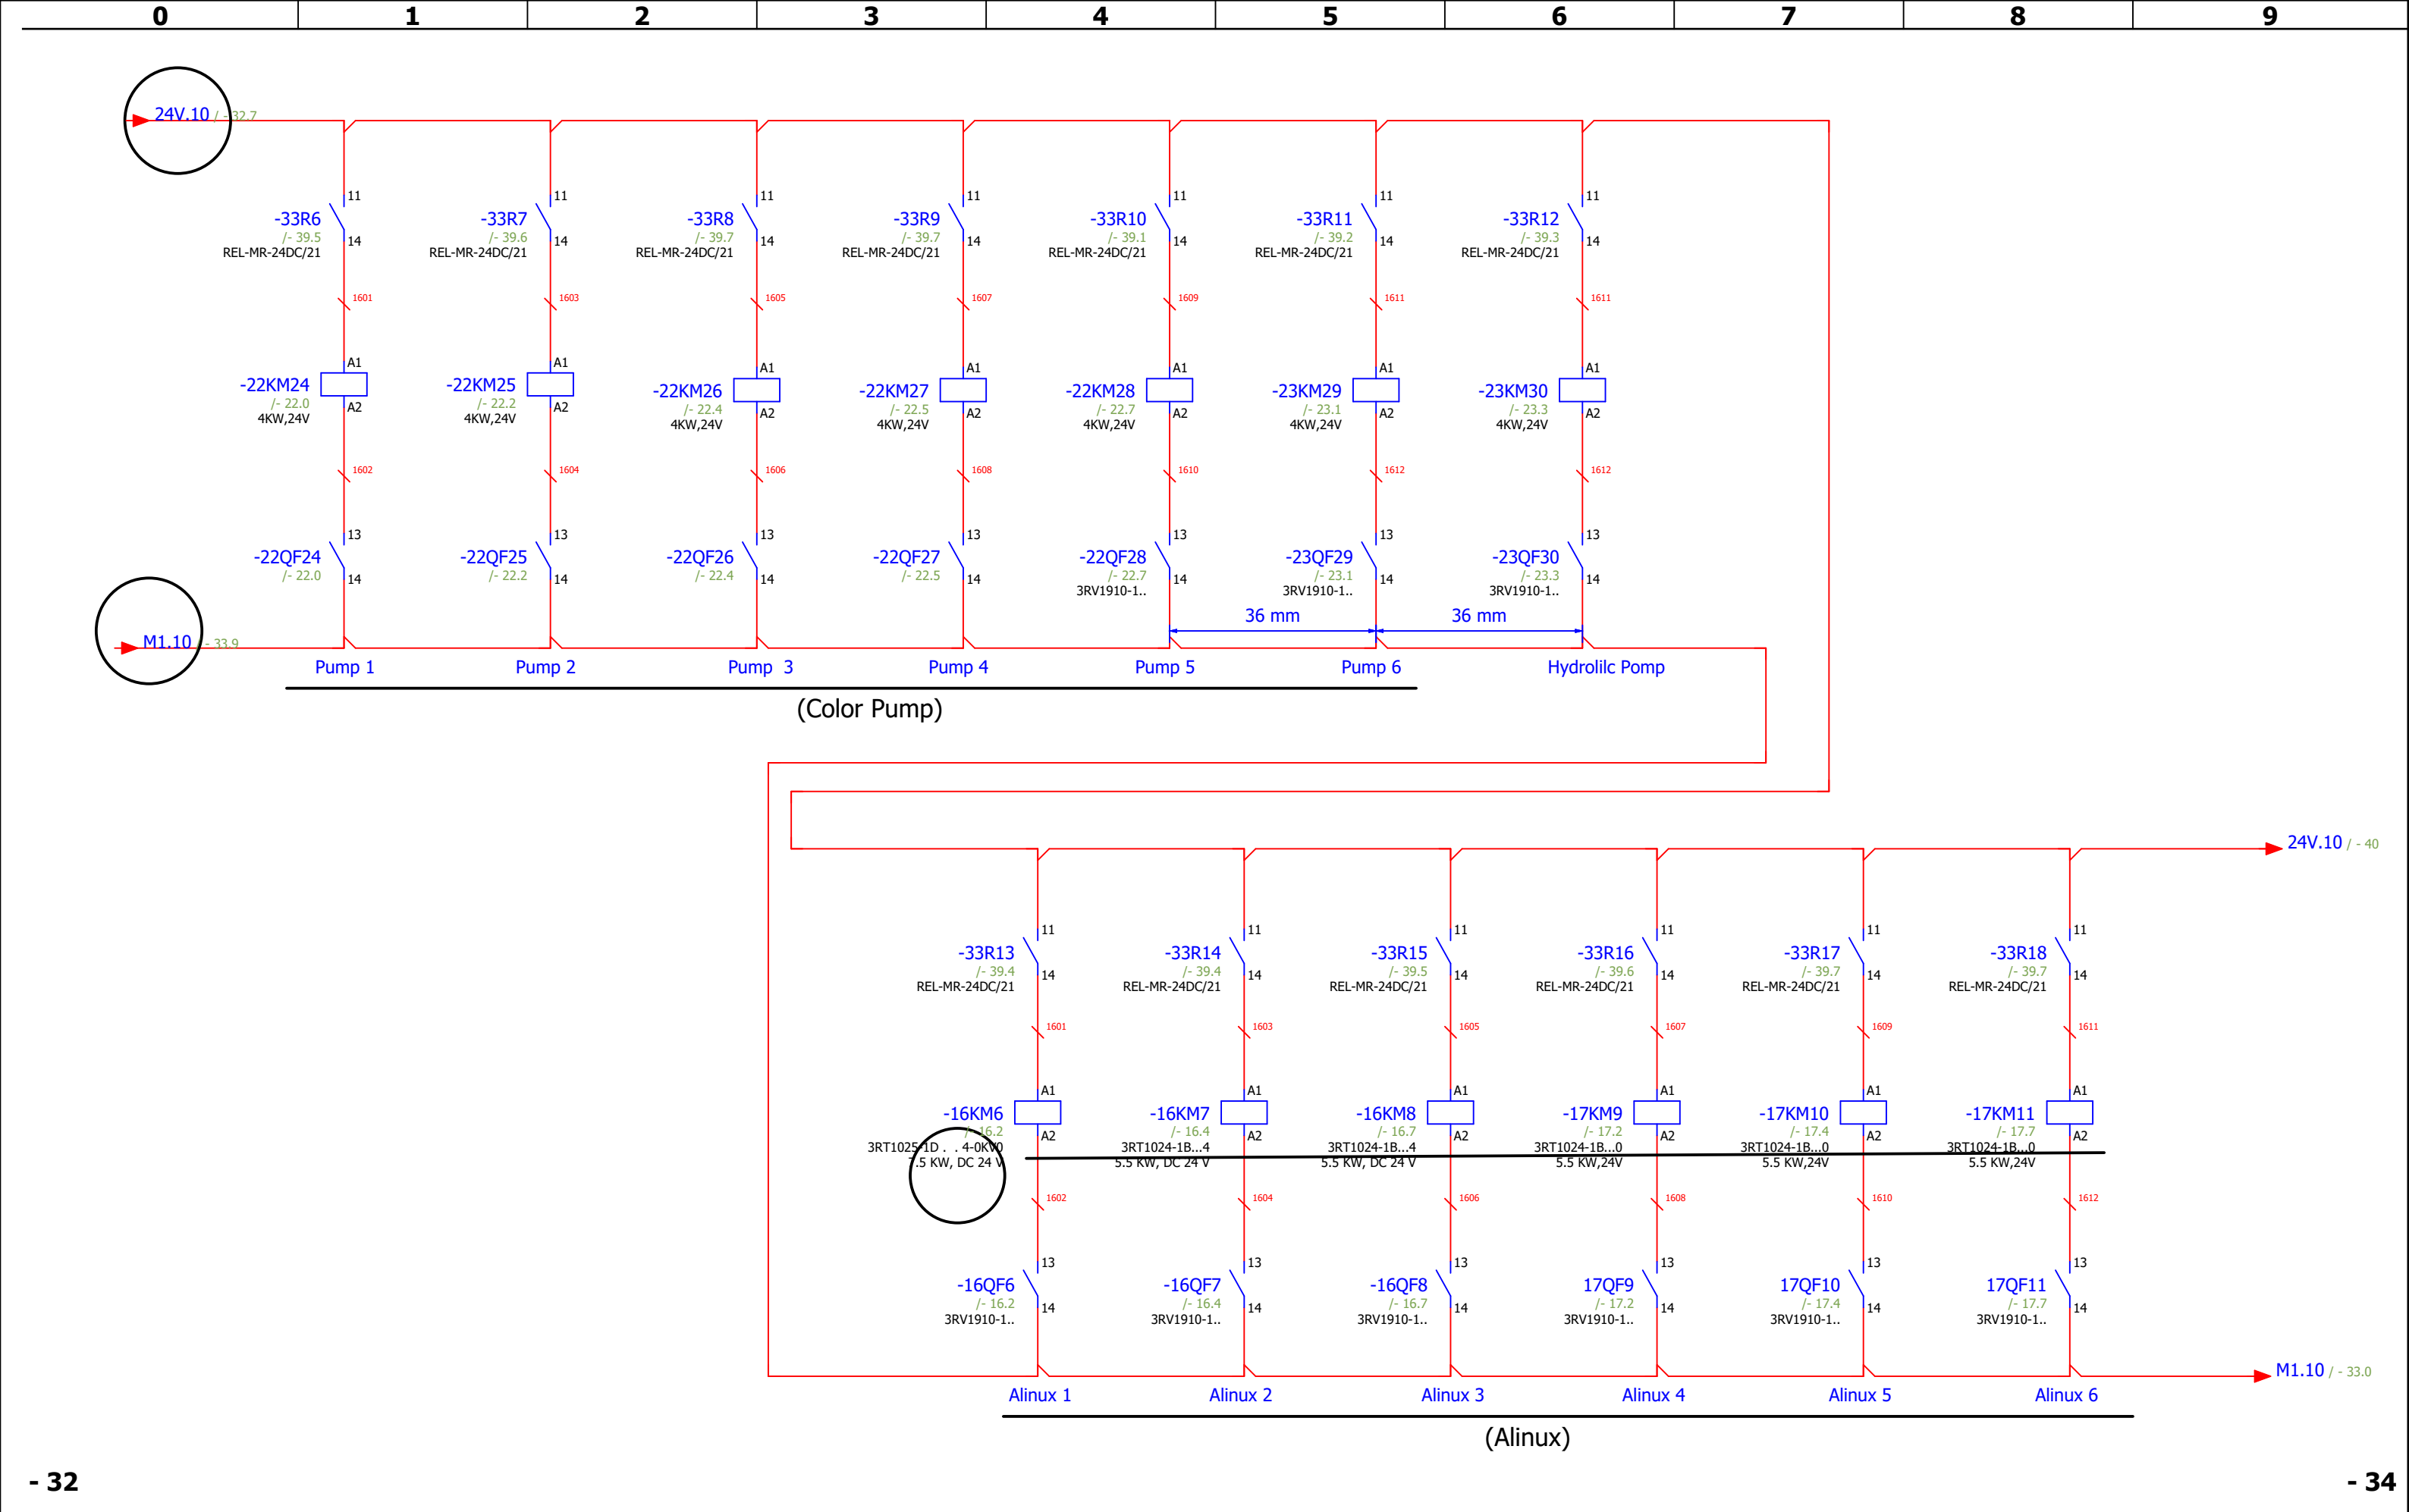 0 1 2 3 4 5 6 7 8 9
24V.10 / - 32.7
11 11 11 11 11 11 11
-33R6 -33R7 -33R8 -33R9 -33R10 -33R11 -33R12
/- 39.5 /- 39.6 /- 39.7 /- 39.7 /- 39.1 /- 39.2 /- 39.3
14 14 14 14 14 14 14
REL-MR-24DC/21 REL-MR-24DC/21 REL-MR-24DC/21 REL-MR-24DC/21 REL-MR-24DC/21 REL-MR-24DC/21 REL-MR-24DC/21
1601 1603 1605 1607 1609 1611 1611
A1 A1 A1 A1 A1 A1 A1
-22KM24 -22KM25 -22KM26 -22KM27 -22KM28 -23KM29 -23KM30
/- 22.0 /- 22.2 /- 22.4 /- 22.5 /- 22.7 /- 23.1 /- 23.3
A2 A2 A2 A2 A2 A2 A2
4KW,24V 4KW,24V 4KW,24V 4KW,24V 4KW,24V 4KW,24V 4KW,24V
1602 1604 1606 1608 1610 1612 1612
13 13 13 13 13 13 13
-22QF24 -22QF25 -22QF26 -22QF27 -22QF28 -23QF29 -23QF30
/- 22.0 /- 22.2 /- 22.4 /- 22.5 /- 22.7 /- 23.1 /- 23.3
14 14 14 14 14 14 14
3RV1910-1.. 3RV1910-1.. 3RV1910-1..
36 mm 36 mm
M1.10 / - 33.9
Pump 1 Pump 2 Pump  3 Pump 4 Pump 5 Pump 6 Hydrolilc Pomp
(Color Pump)
24V.10 / - 40
11 11 11 11 11 11
-33R13 -33R14 -33R15 -33R16 -33R17 -33R18
/- 39.4 /- 39.4 /- 39.5 /- 39.6 /- 39.7 /- 39.7
14 14 14 14 14 14
REL-MR-24DC/21 REL-MR-24DC/21 REL-MR-24DC/21 REL-MR-24DC/21 REL-MR-24DC/21 REL-MR-24DC/21
1601 1603 1605 1607 1609 1611
A1 A1 A1 A1 A1 A1
-16KM6 -16KM7 -16KM8 -17KM9 -17KM10 -17KM11
/- 16.2 /- 16.4 /- 16.7 /- 17.2 /- 17.4 /- 17.7
A2 A2 A2 A2 A2 A2
3RT1025-1D . . 4-0KV0 3RT1024-1B...4 3RT1024-1B...4 3RT1024-1B...0 3RT1024-1B...0 3RT1024-1B...0
7.5 KW, DC 24 V 5.5 KW, DC 24 V 5.5 KW, DC 24 V 5.5 KW,24V 5.5 KW,24V 5.5 KW,24V
1602 1604 1606 1608 1610 1612
13 13 13 13 13 13
-16QF6 -16QF7 -16QF8 17QF9 17QF10 17QF11
/- 16.2 /- 16.4 /- 16.7 /- 17.2 /- 17.4 /- 17.7
14 14 14 14 14 14
3RV1910-1.. 3RV1910-1.. 3RV1910-1.. 3RV1910-1.. 3RV1910-1.. 3RV1910-1..
M1.10 / - 33.0
Alinux 1 Alinux 2 Alinux 3 Alinux 4 Alinux 5 Alinux 6
(Alinux)
- 32 - 34